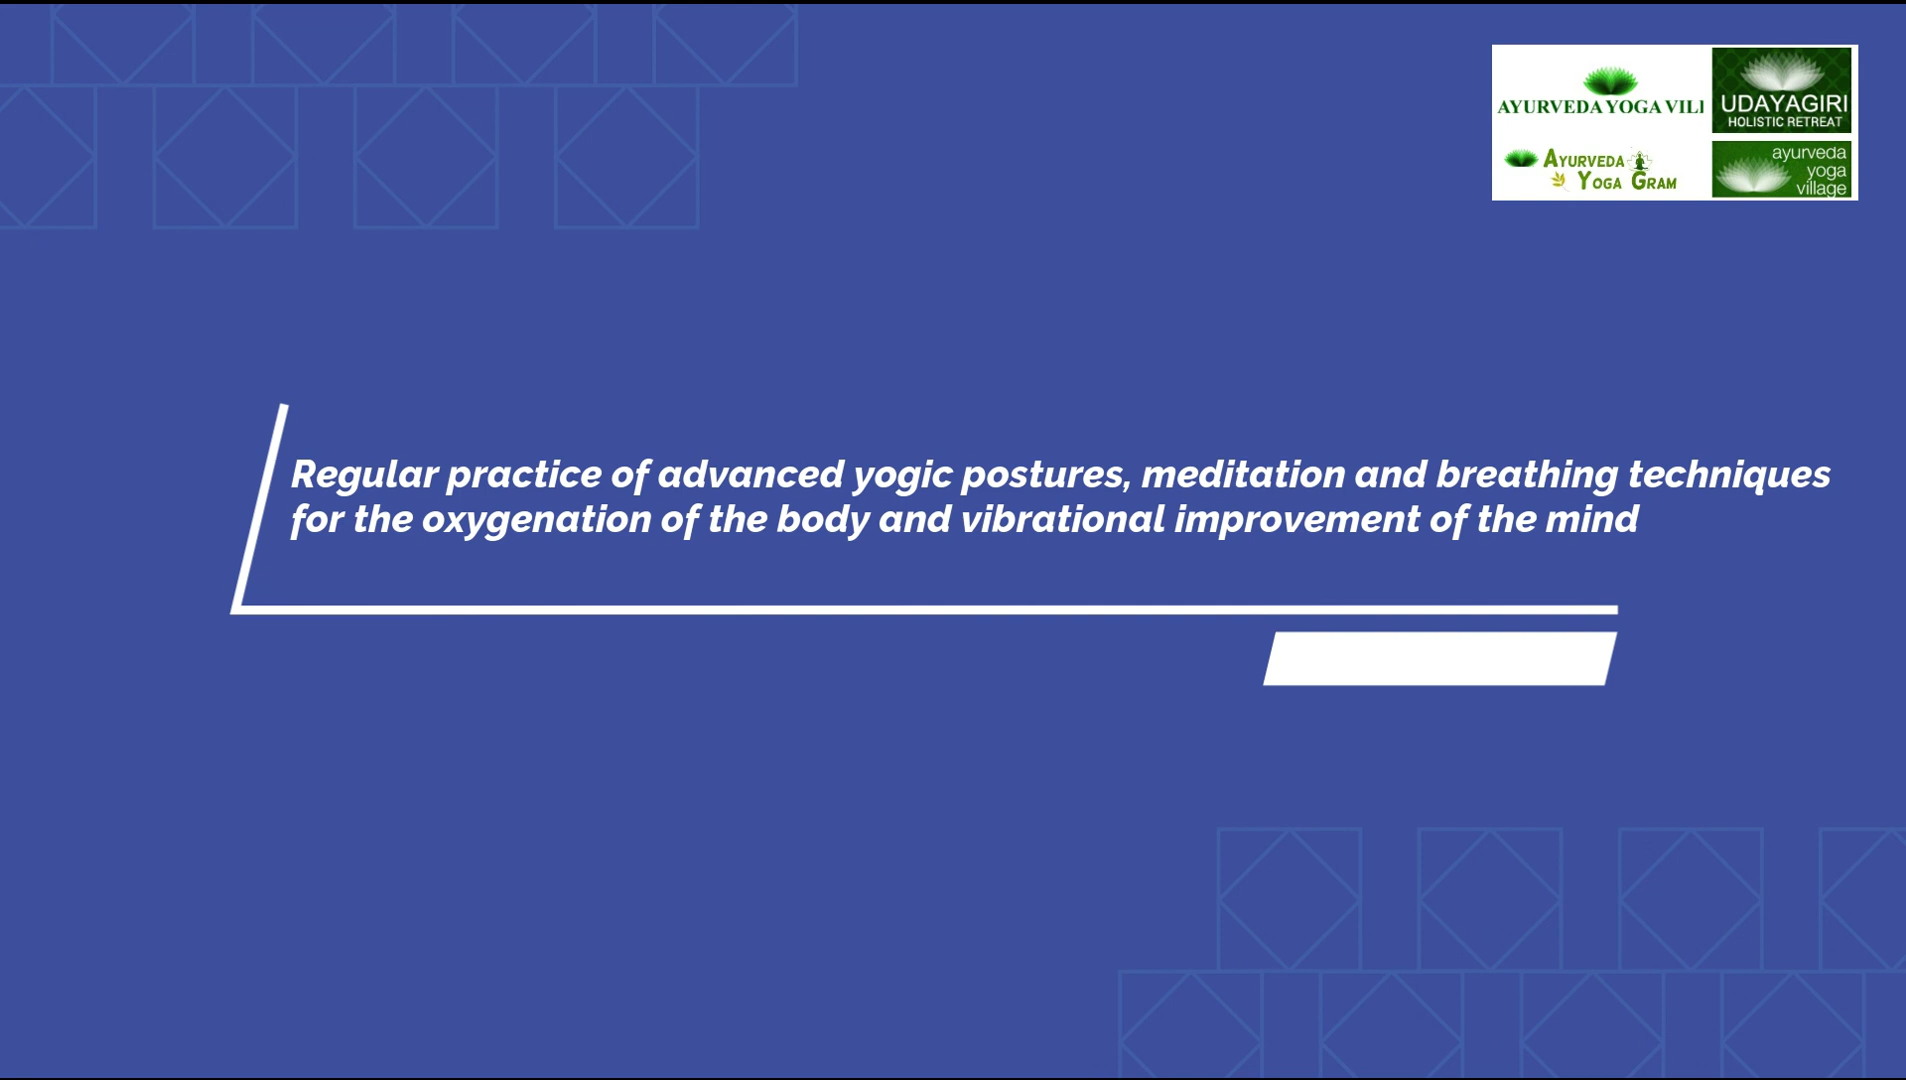 AYURVEDA YOGA VILL
UDAYAGIRI
HOLISTIC RETREAT
AYURVEDA
YOGA GRAM
ayurveda
yoga
village
Regular practice of advanced yogic postures, meditation and breathing techniques
for the oxygenation of the body and vibrational improvement of the mind